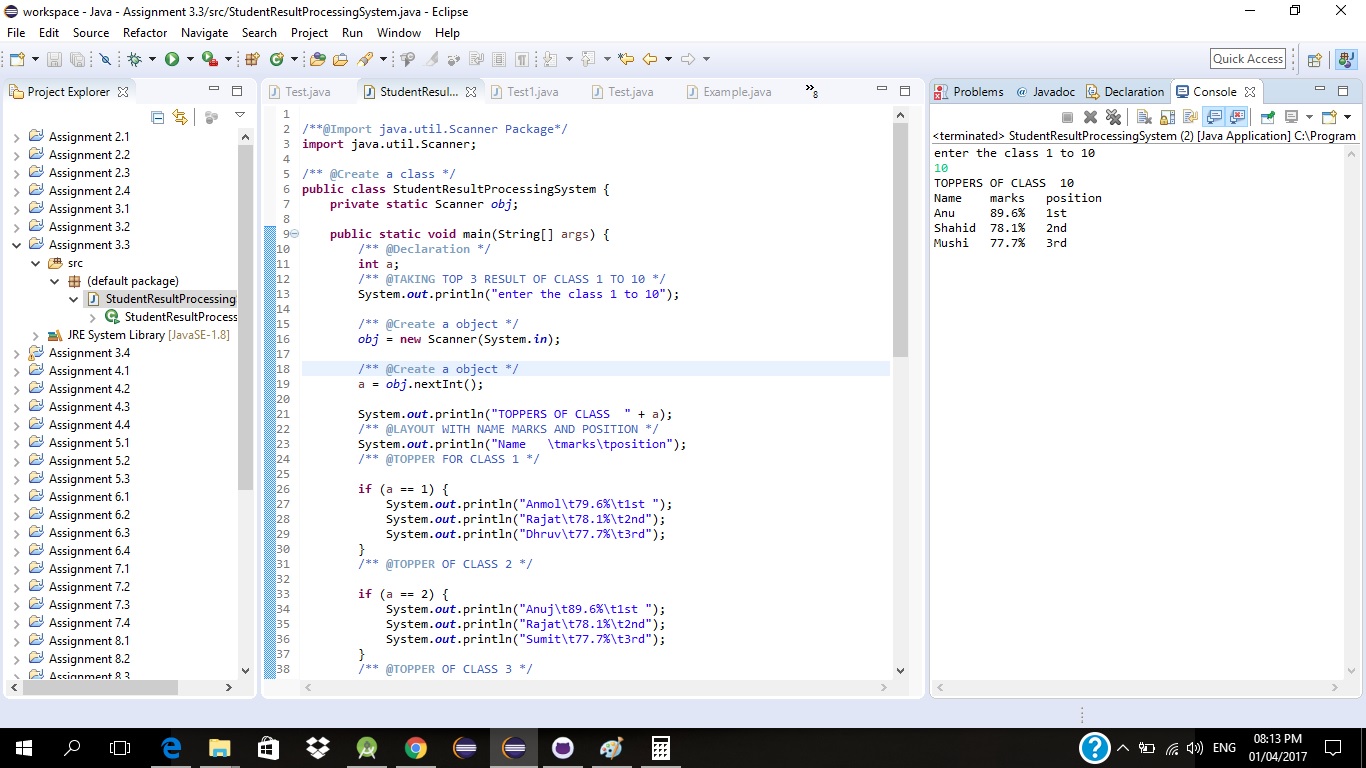 workspace - Java - Assignment 3.3/src/StudentResultProcessingSystem.java - Eclipse
File Edit Source Refactor Navigate Search Project Run Window Help
Quick Access
Project Explorer
Assignment 2.1
Assignment 2.2
Assignment 2.3
Assignment 2.4
Assignment 3.1
Assignment 3.2
Assignment 3.3
src
(default package)
StudentResultProcessing
StudentResultProcess
JRE System Library [JavaSE-1.8]
Assignment 3.4
Assignment 4.1
Assignment 4.2
Assignment 4.3
Assignment 4.4
Assignment 5.1
Assignment 5.2
Assignment 5.3
Assignment 6.1
Assignment 6.2
Assignment 6.3
Assignment 6.4
Assignment 7.1
Assignment 7.2
Assignment 7.3
Assignment 7.4
Assignment 8.1
Assignment 8.2
Assignment 8.3
Test.java StudentResul... Test1.java Test.java Example.java »8
1
2 /**@Import java.util.Scanner Package*/
3 import java.util.Scanner;
4
5 /** @Create a class */
6 public class StudentResultProcessingSystem {
7 private static Scanner obj;
8
9 public static void main(String[] args) {
10 /** @Declaration */
11 int a;
12 /** @TAKING TOP 3 RESULT OF CLASS 1 TO 10 */
13 System.out.println("enter the class 1 to 10");
14
15 /** @Create a object */
16 obj = new Scanner(System.in);
17
18 /** @Create a object */
19 a = obj.nextInt();
20
21 System.out.println("TOPPERS OF CLASS  " + a);
22 /** @LAYOUT WITH NAME MARKS AND POSITION */
23 System.out.println("Name   \tmarks\tposition");
24 /** @TOPPER FOR CLASS 1 */
25
26 if (a == 1) {
27 System.out.println("Anmol\t79.6%\t1st ");
28 System.out.println("Rajat\t78.1%\t2nd");
29 System.out.println("Dhruv\t77.7%\t3rd");
30 }
31 /** @TOPPER OF CLASS 2 */
32
33 if (a == 2) {
34 System.out.println("Anuj\t89.6%\t1st ");
35 System.out.println("Rajat\t78.1%\t2nd");
36 System.out.println("Sumit\t77.7%\t3rd");
37 }
38 /** @TOPPER OF CLASS 3 */
Problems @ Javadoc Declaration Console
<terminated> StudentResultProcessingSystem (2) [Java Application] C:\Program
enter the class 1 to 10
10
TOPPERS OF CLASS  10
Name marks position
Anu 89.6% 1st
Shahid 78.1% 2nd
Mushi 77.7% 3rd
ENG
08:13 PM
01/04/2017